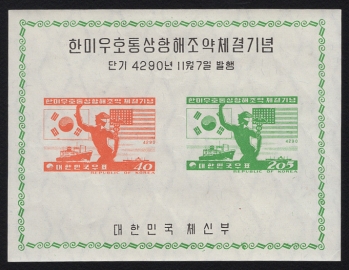 한미우호통상항해조약체결기념
단기 4290년 11월 7일 발행
한미우호통상항해조약체결기념
4290
40
대한민국우표
REPUBLIC OF KOREA
한미우호통상항해조약체결기념
4290
205
대한민국우표
REPUBLIC OF KOREA
대한민국 체신부